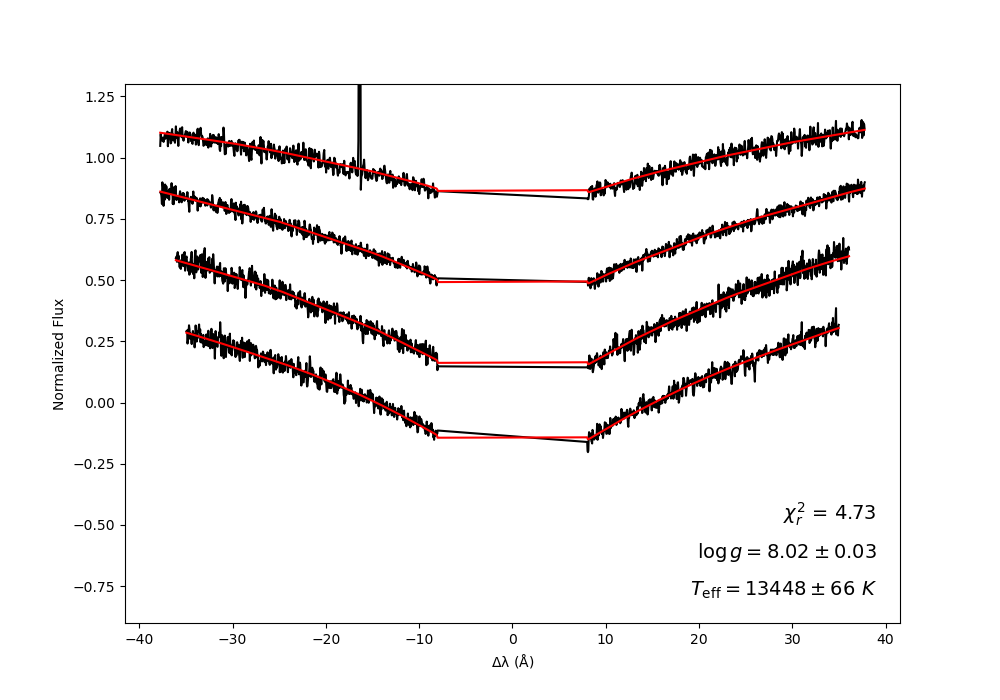 1.25
1.00
0.75
0.50
0.25
0.00
−0.25
−0.50
−0.75
Normalized Flux
χ²ᵣ = 4.73
log g = 8.02 ± 0.03
T_eff = 13448 ± 66 K
−40 −30 −20 −10 0 10 20 30 40
Δλ (Å)